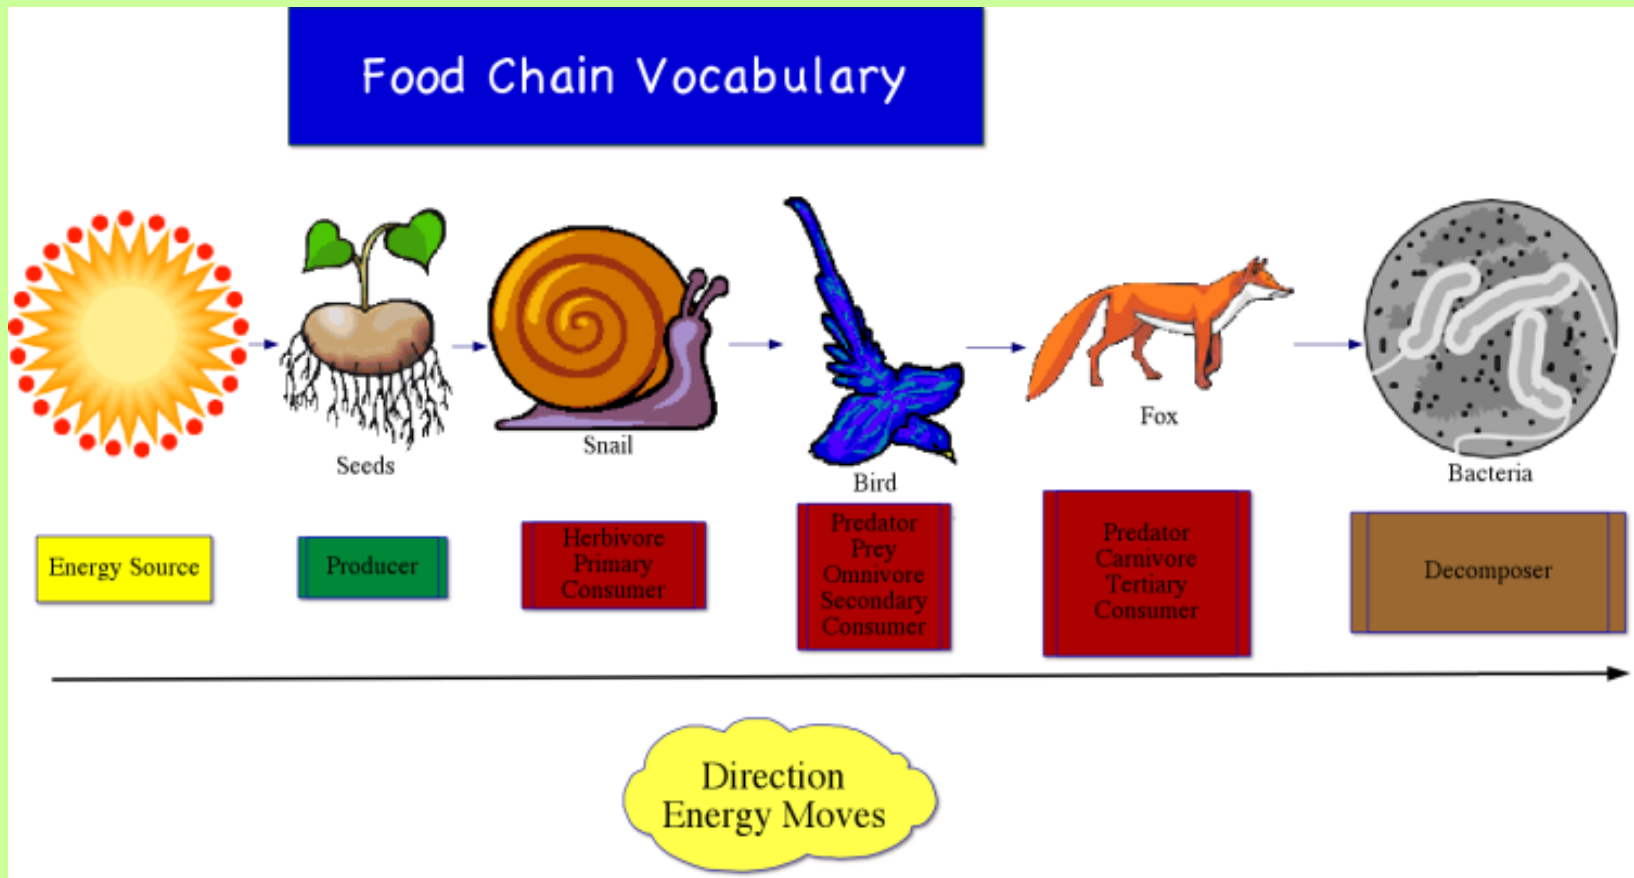 Food Chain Vocabulary
Seeds
Snail
Bird
Fox
Bacteria
Energy Source
Producer
Herbivore
Primary
Consumer
Predator
Prey
Omnivore
Secondary
Consumer
Predator
Carnivore
Tertiary
Consumer
Decomposer
Direction
Energy Moves